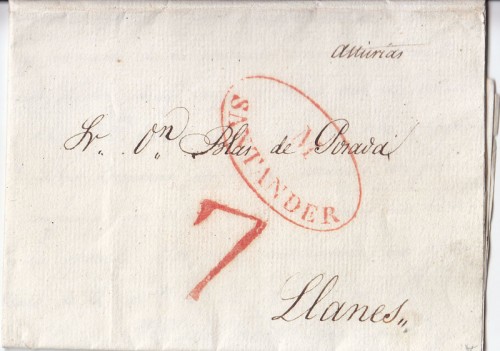 Asturias
Sr. Dn. Blas de Posada
M
SANTANDER
7
Llanes,,